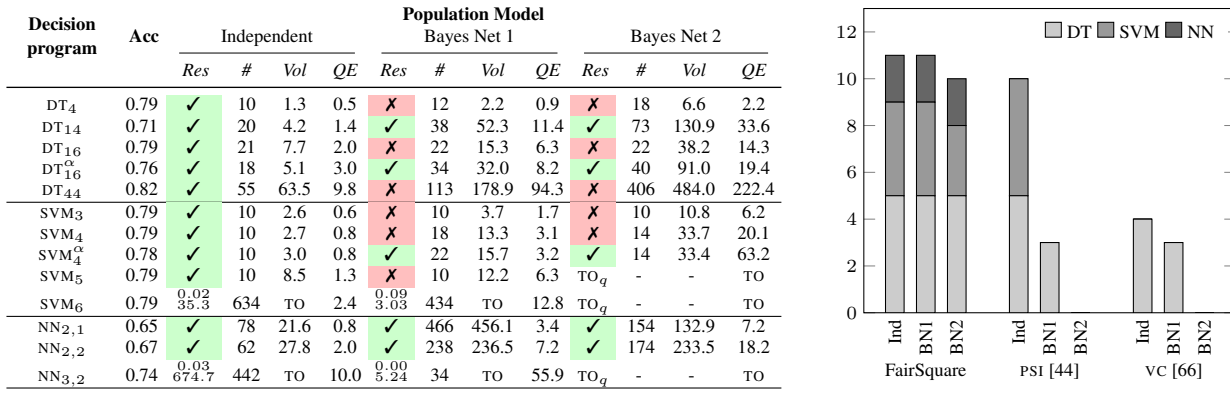 Decision program Acc Population Model
Independent Bayes Net 1 Bayes Net 2
Res # Vol QE Res # Vol QE Res # Vol QE
DT4 0.79 ✓ 10 1.3 0.5 ✗ 12 2.2 0.9 ✗ 18 6.6 2.2
DT14 0.71 ✓ 20 4.2 1.4 ✓ 38 52.3 11.4 ✓ 73 130.9 33.6
DT16 0.79 ✓ 21 7.7 2.0 ✗ 22 15.3 6.3 ✗ 22 38.2 14.3
DT16^α 0.76 ✓ 18 5.1 3.0 ✓ 34 32.0 8.2 ✓ 40 91.0 19.4
DT44 0.82 ✓ 55 63.5 9.8 ✗ 113 178.9 94.3 ✗ 406 484.0 222.4
SVM3 0.79 ✓ 10 2.6 0.6 ✗ 10 3.7 1.7 ✗ 10 10.8 6.2
SVM4 0.79 ✓ 10 2.7 0.8 ✗ 18 13.3 3.1 ✗ 14 33.7 20.1
SVM4^α 0.78 ✓ 10 3.0 0.8 ✓ 22 15.7 3.2 ✓ 14 33.4 63.2
SVM5 0.79 ✓ 10 8.5 1.3 ✗ 10 12.2 6.3 TOq - - TO
SVM6 0.79 0.02 35.3 634 TO 2.4 0.09 3.03 434 TO 12.8 TOq - - TO
NN2,1 0.65 ✓ 78 21.6 0.8 ✓ 466 456.1 3.4 ✓ 154 132.9 7.2
NN2,2 0.67 ✓ 62 27.8 2.0 ✓ 238 236.5 7.2 ✓ 174 233.5 18.2
NN3,2 0.74 0.03 674.7 442 TO 10.0 0.00 5.24 34 TO 55.9 TOq - - TO
DT SVM NN
12
10
8
6
4
2
0
Ind BN1 BN2 Ind BN1 BN2 Ind BN1 BN2
FairSquare PSI [44] VC [66]